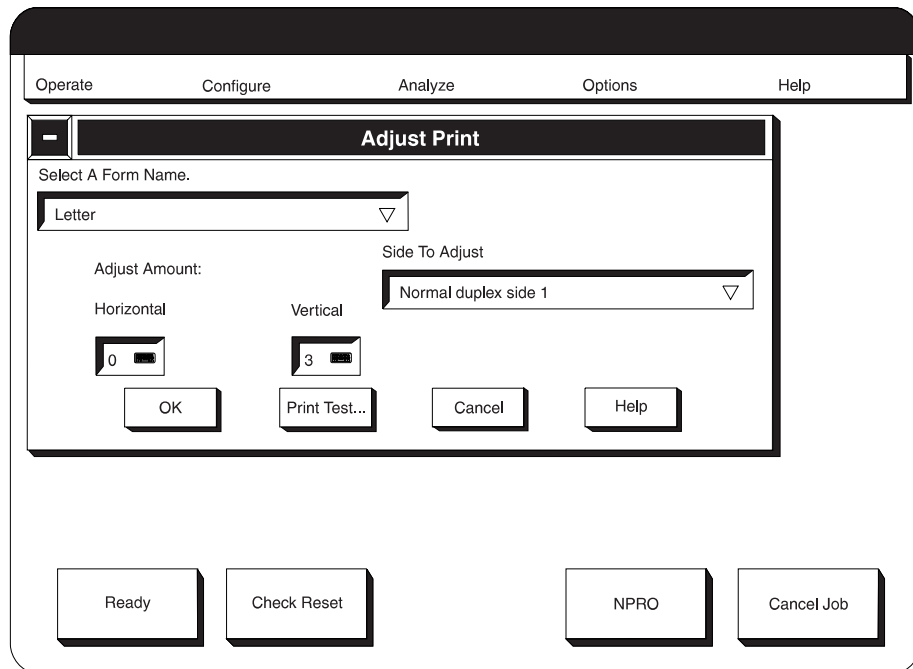 Operate Configure Analyze Options Help
Adjust Print
Select A Form Name.
Letter
Side To Adjust
Adjust Amount:
Normal duplex side 1
Horizontal Vertical
0 3
OK Print Test... Cancel Help
Ready Check Reset NPRO Cancel Job